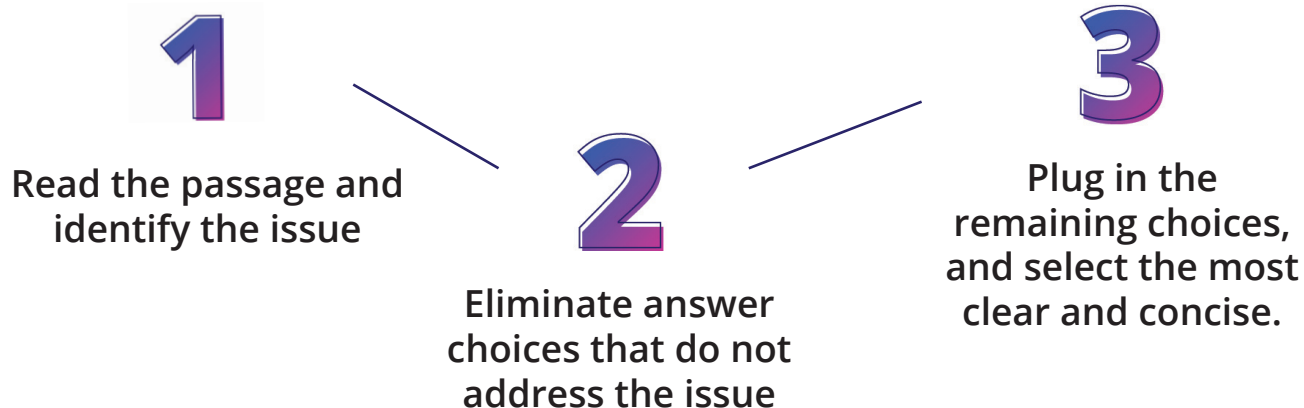 1
Read the passage and
identify the issue
2
Eliminate answer
choices that do not
address the issue
3
Plug in the
remaining choices,
and select the most
clear and concise.